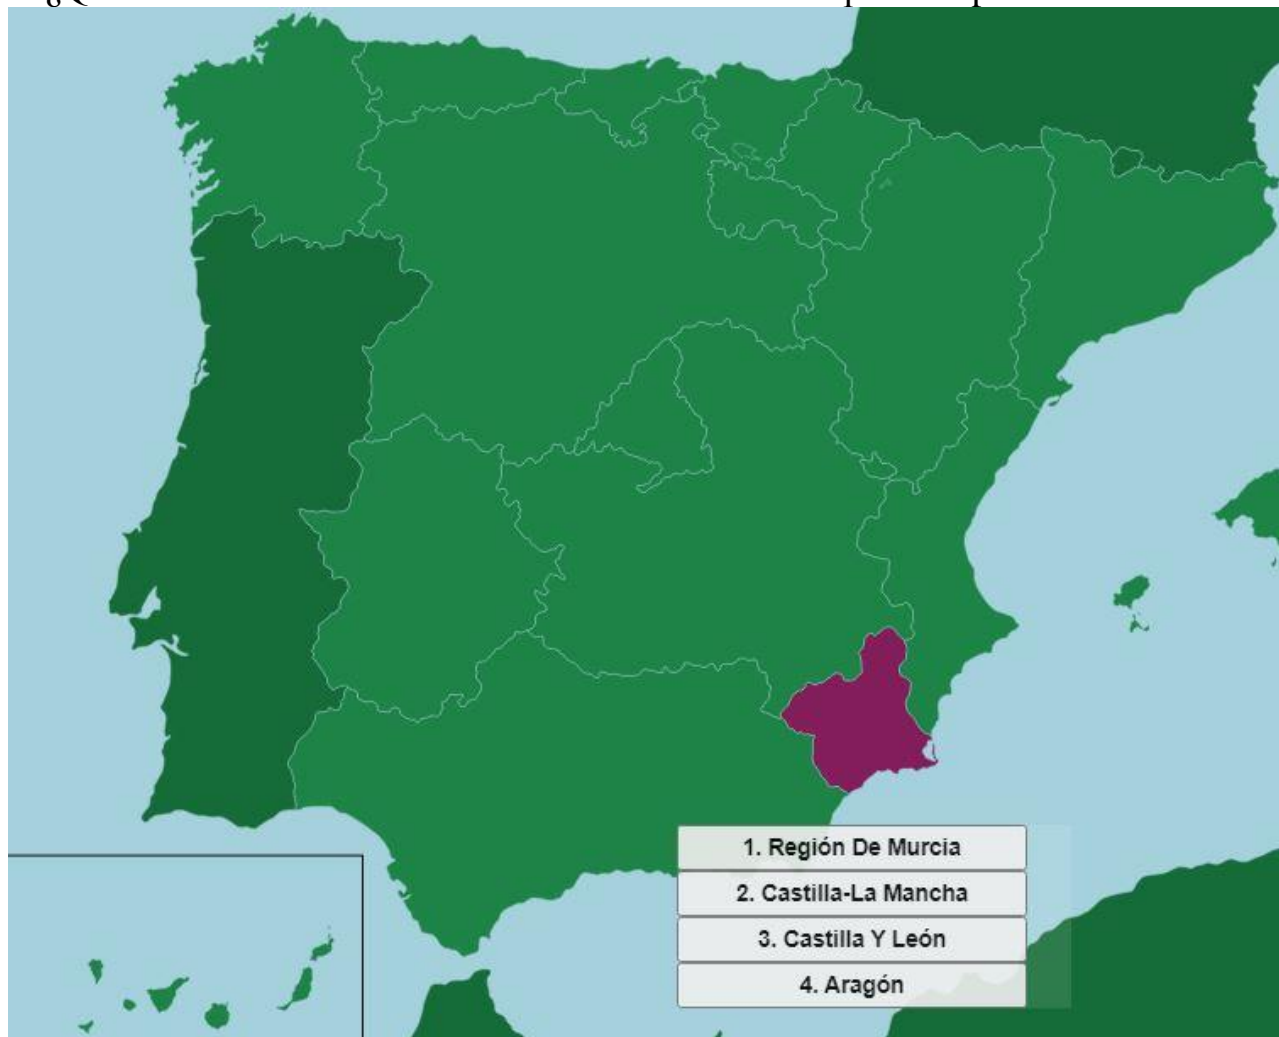 1. Región De Murcia
2. Castilla-La Mancha
3. Castilla Y León
4. Aragón